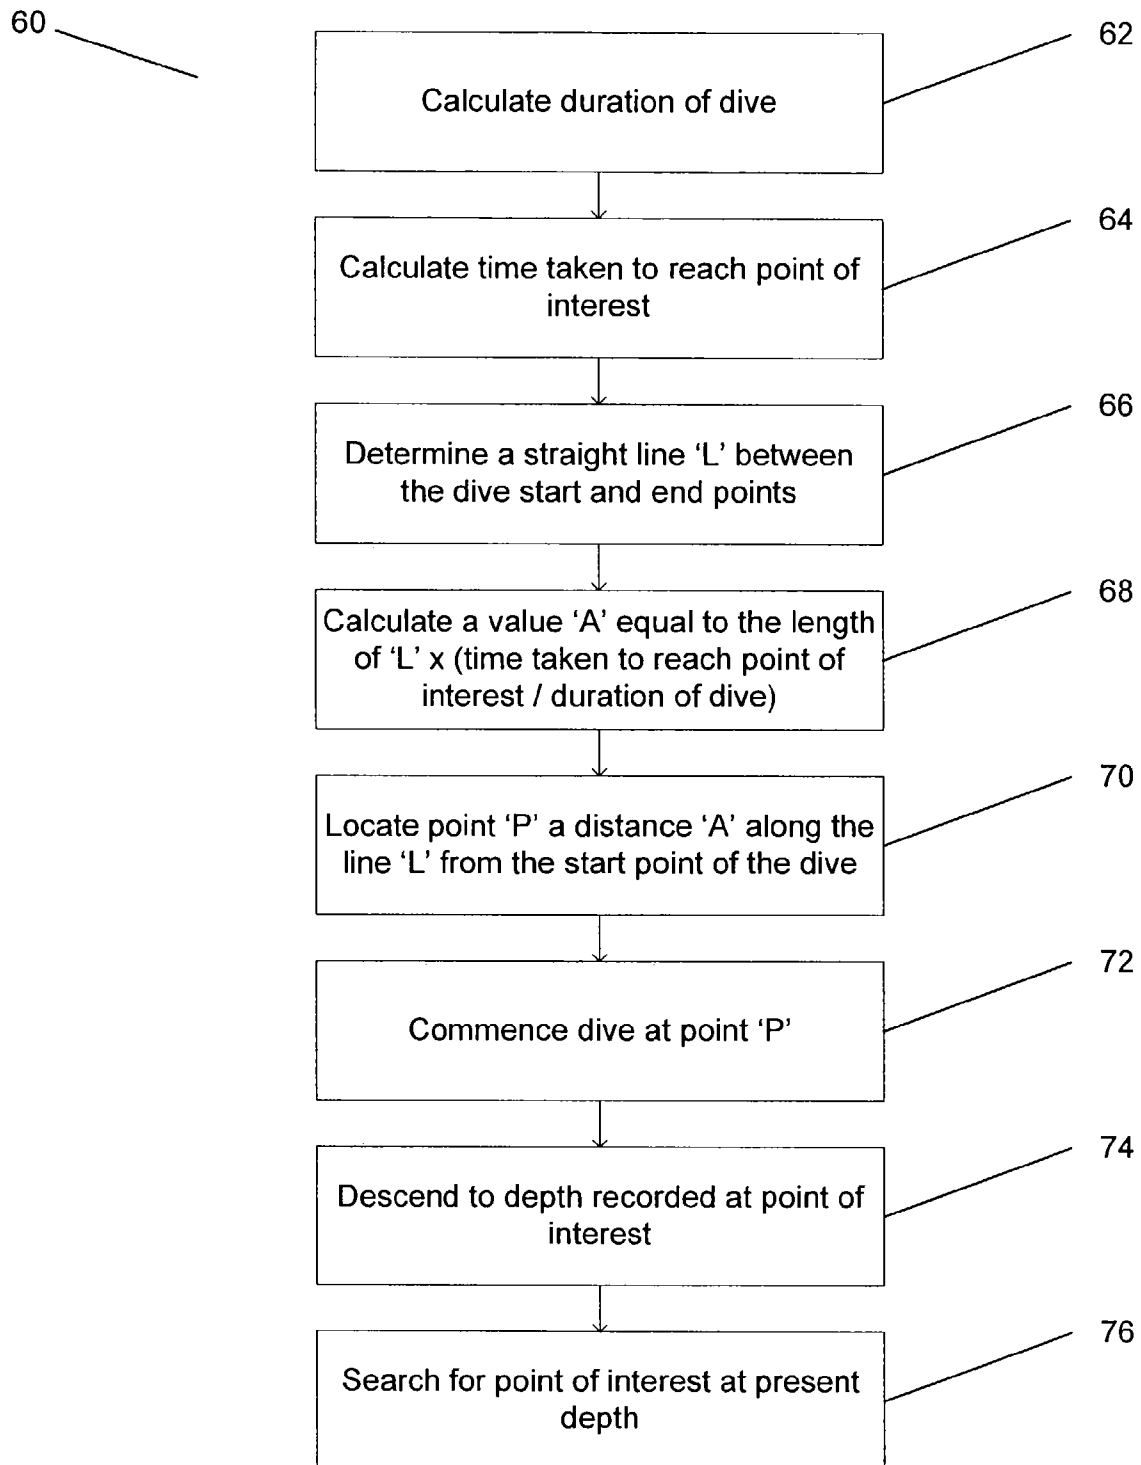 60
62
Calculate duration of dive
64
Calculate time taken to reach point of
interest
66
Determine a straight line ‘L’ between
the dive start and end points
68
Calculate a value ‘A’ equal to the length
of ‘L’ x (time taken to reach point of
interest / duration of dive)
70
Locate point ‘P’ a distance ‘A’ along the
line ‘L’ from the start point of the dive
72
Commence dive at point ‘P’
74
Descend to depth recorded at point of
interest
76
Search for point of interest at present
depth